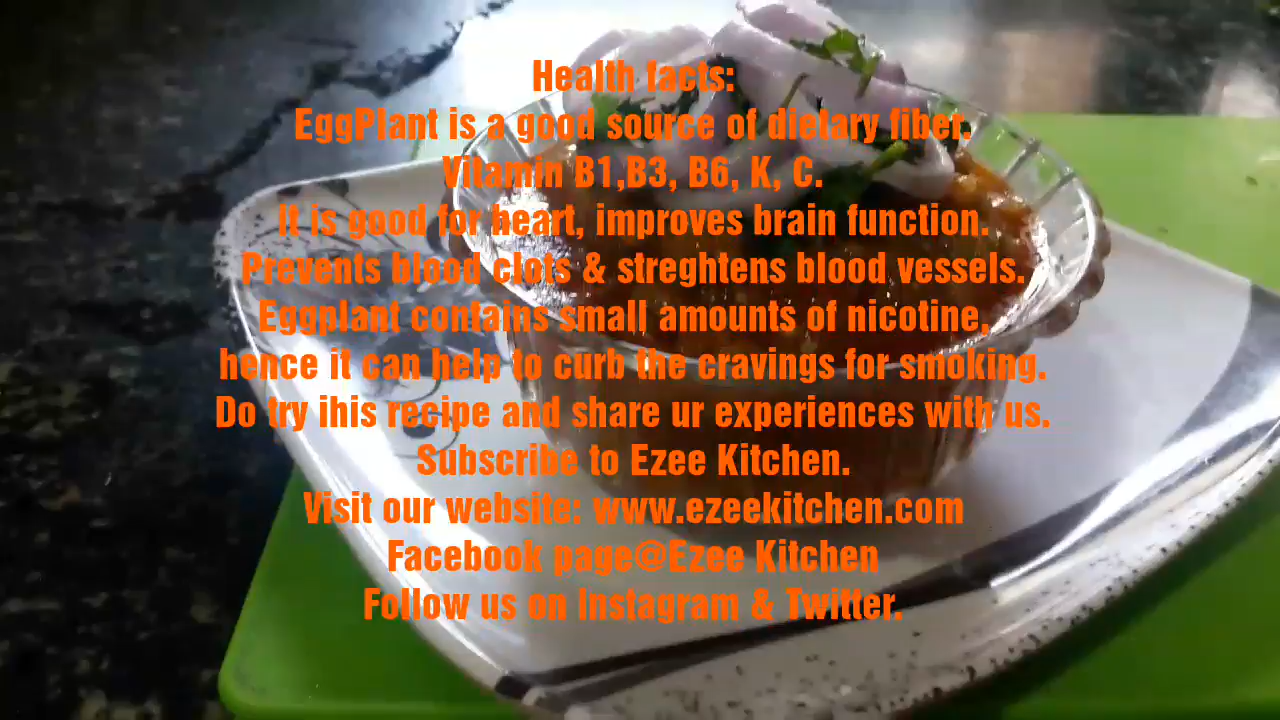 Health facts:
EggPlant is a good source of dietary fiber.
Vitamin B1,B3, B6, K, C.
It is good for heart, improves brain function.
Prevents blood clots & streghtens blood vessels.
Eggplant contains small amounts of nicotine,
hence it can help to curb the cravings for smoking.
Do try ihis recipe and share ur experiences with us.
Subscribe to Ezee Kitchen.
Visit our website: www.ezeekitchen.com
Facebook page@Ezee Kitchen
Follow us on Instagram & Twitter.